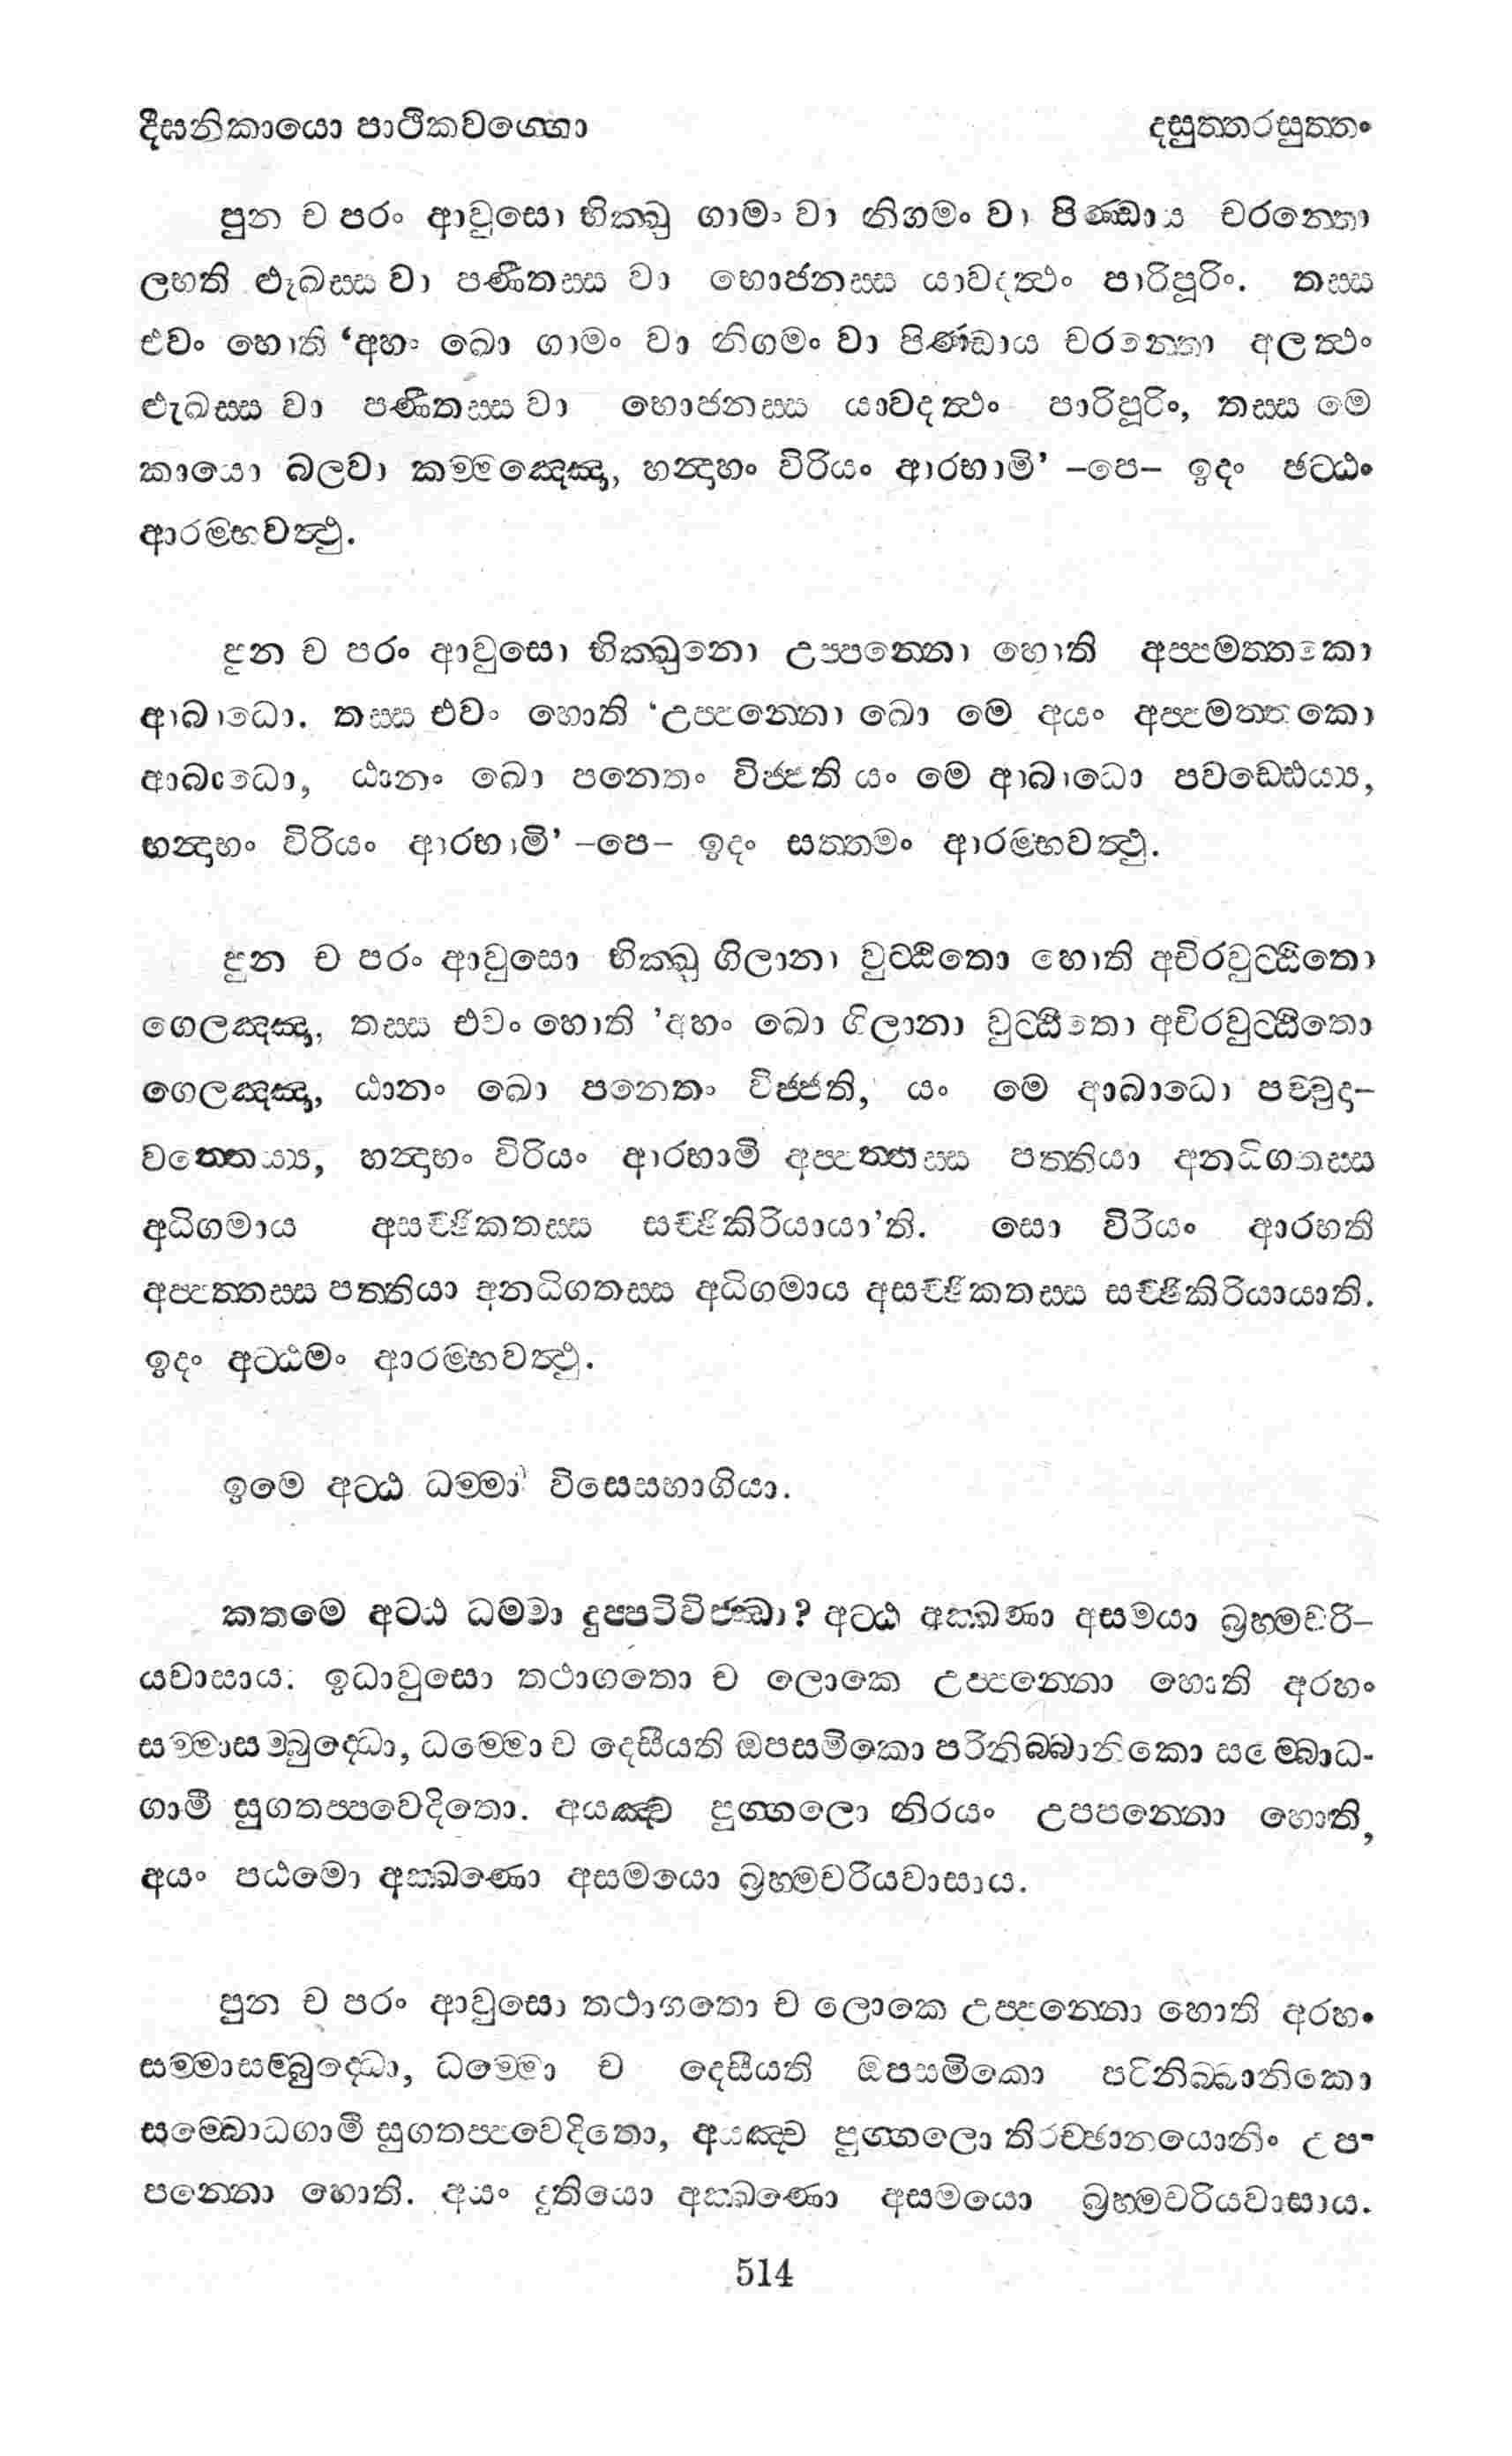 දීඝනිකායො පාථිකවග්ගො දසුත්තරසුත්තං
පුන ච පරං ආවුසො භික්ඛු ගාමං වා නිගමං වා පිණ්ඩාය චරන්තො
ලභති ළූඛස්ස වා පණීතස්ස වා භොජනස්ස යාවදත්ථං පාරිපූරිං. තස්ස
එවං හොති ‘අහං ඛො ගාමං වා නිගමං වා පිණ්ඩාය චරන්තො අලත්ථං
ළූඛස්ස වා පණීතස්ස වා භොජනස්ස යාවදත්ථං පාරිපූරිං, තස්ස මෙ
කායො බලවා කම්මඤ්ඤො, හන්දාහං විරියං ආරභාමි’ –පෙ– ඉදං ඡට්ඨං
ආරම්භවත්ථු.
පුන ච පරං ආවුසො භික්ඛුනො උප්පන්නො හොති අප්පමත්තකො
ආබාධො. තස්ස එවං හොති ‘උප්පන්නො ඛො මෙ අයං අප්පමත්තකො
ආබාධො, ඨානං ඛො පනෙතං විජ්ජති යං මෙ ආබාධො පවඩ්ඪෙය්‍ය,
හන්දාහං විරියං ආරභාමි’ –පෙ– ඉදං සත්තමං ආරම්භවත්ථු.
පුන ච පරං ආවුසො භික්ඛු ගිලානා වුට්ඨිතො හොති අචිරවුට්ඨිතො
ගෙලඤ්ඤා, තස්ස එවං හොති ’අහං ඛො ගිලානා වුට්ඨිතො අචිරවුට්ඨිතො
ගෙලඤ්ඤා, ඨානං ඛො පනෙතං විජ්ජති, යං මෙ ආබාධො පච්චුදා–
වත්තෙය්‍ය, හන්දාහං විරියං ආරභාමි අප්පත්තස්ස පත්තියා අනධිගතස්ස
අධිගමාය අසච්ඡිකතස්ස සච්ඡිකිරියායා’ති. සො විරියං ආරභති
අප්පත්තස්ස පත්තියා අනධිගතස්ස අධිගමාය අසච්ඡිකතස්ස සච්ඡිකිරියායාති.
ඉදං අට්ඨමං ආරම්භවත්ථු.
ඉමෙ අට්ඨ ධම්මා විසෙසභාගියා.
කතමෙ අට්ඨ ධම්මා දුප්පටිවිජ්ඣා? අට්ඨ අක්ඛණා අසමයා බ්‍රහ්මචරි–
යවාසාය: ඉධාවුසො තථාගතො ච ලොකෙ උප්පන්නො හොති අරහං
සම්මාසම්බුද්ධො, ධම්මො ච දෙසීයති ඔපසමිකො පරිනිබ්බානිකො සම්බොධ-
ගාමී සුගතප්පවෙදිතො. අයඤ්ච පුග්ගලො නිරයං උපපන්නො හොති,
අයං පඨමො අක්ඛණො අසමයො බ්‍රහ්මචරියවාසාය.
පුන ච පරං ආවුසො තථාගතො ච ලොකෙ උප්පන්නො හොති අරහං
සම්මාසම්බුද්ධො, ධම්මො ච දෙසීයති ඔපසමිකො පරිනිබ්බානිකො
සම්බොධගාමී සුගතප්පවෙදිතො, අයඤ්ච පුග්ගලො තිරච්ඡානයොනිං උප-
පන්නො හොති. අයං දුතියො අක්ඛණො අසමයො බ්‍රහ්මචරියවාසාය.
514